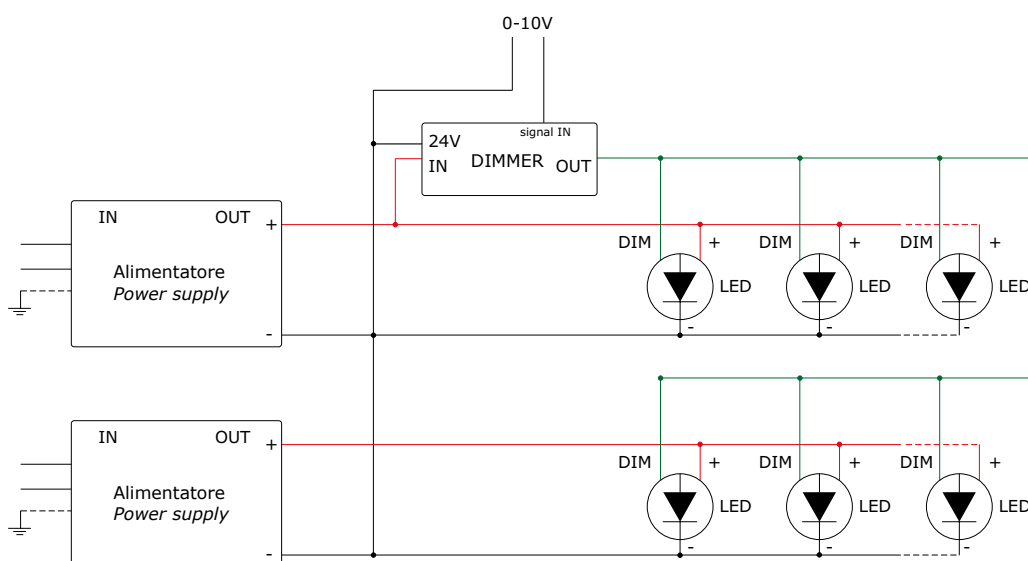 0-10V
signal IN
24V
DIMMER
IN
OUT
IN OUT +
DIM + DIM + DIM +
Alimentatore
Power supply
LED LED LED
-
- - -
IN OUT +
DIM + DIM + DIM +
Alimentatore
Power supply
LED LED LED
-
- - -